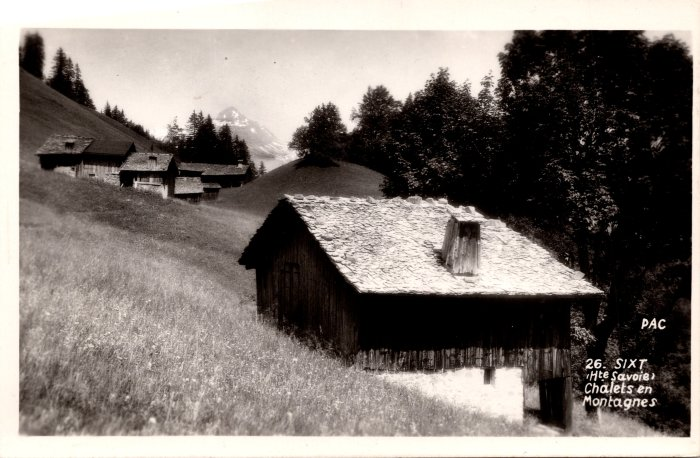 PAC
26. SIXT
(Hte Savoie)
Chalets en
Montagnes